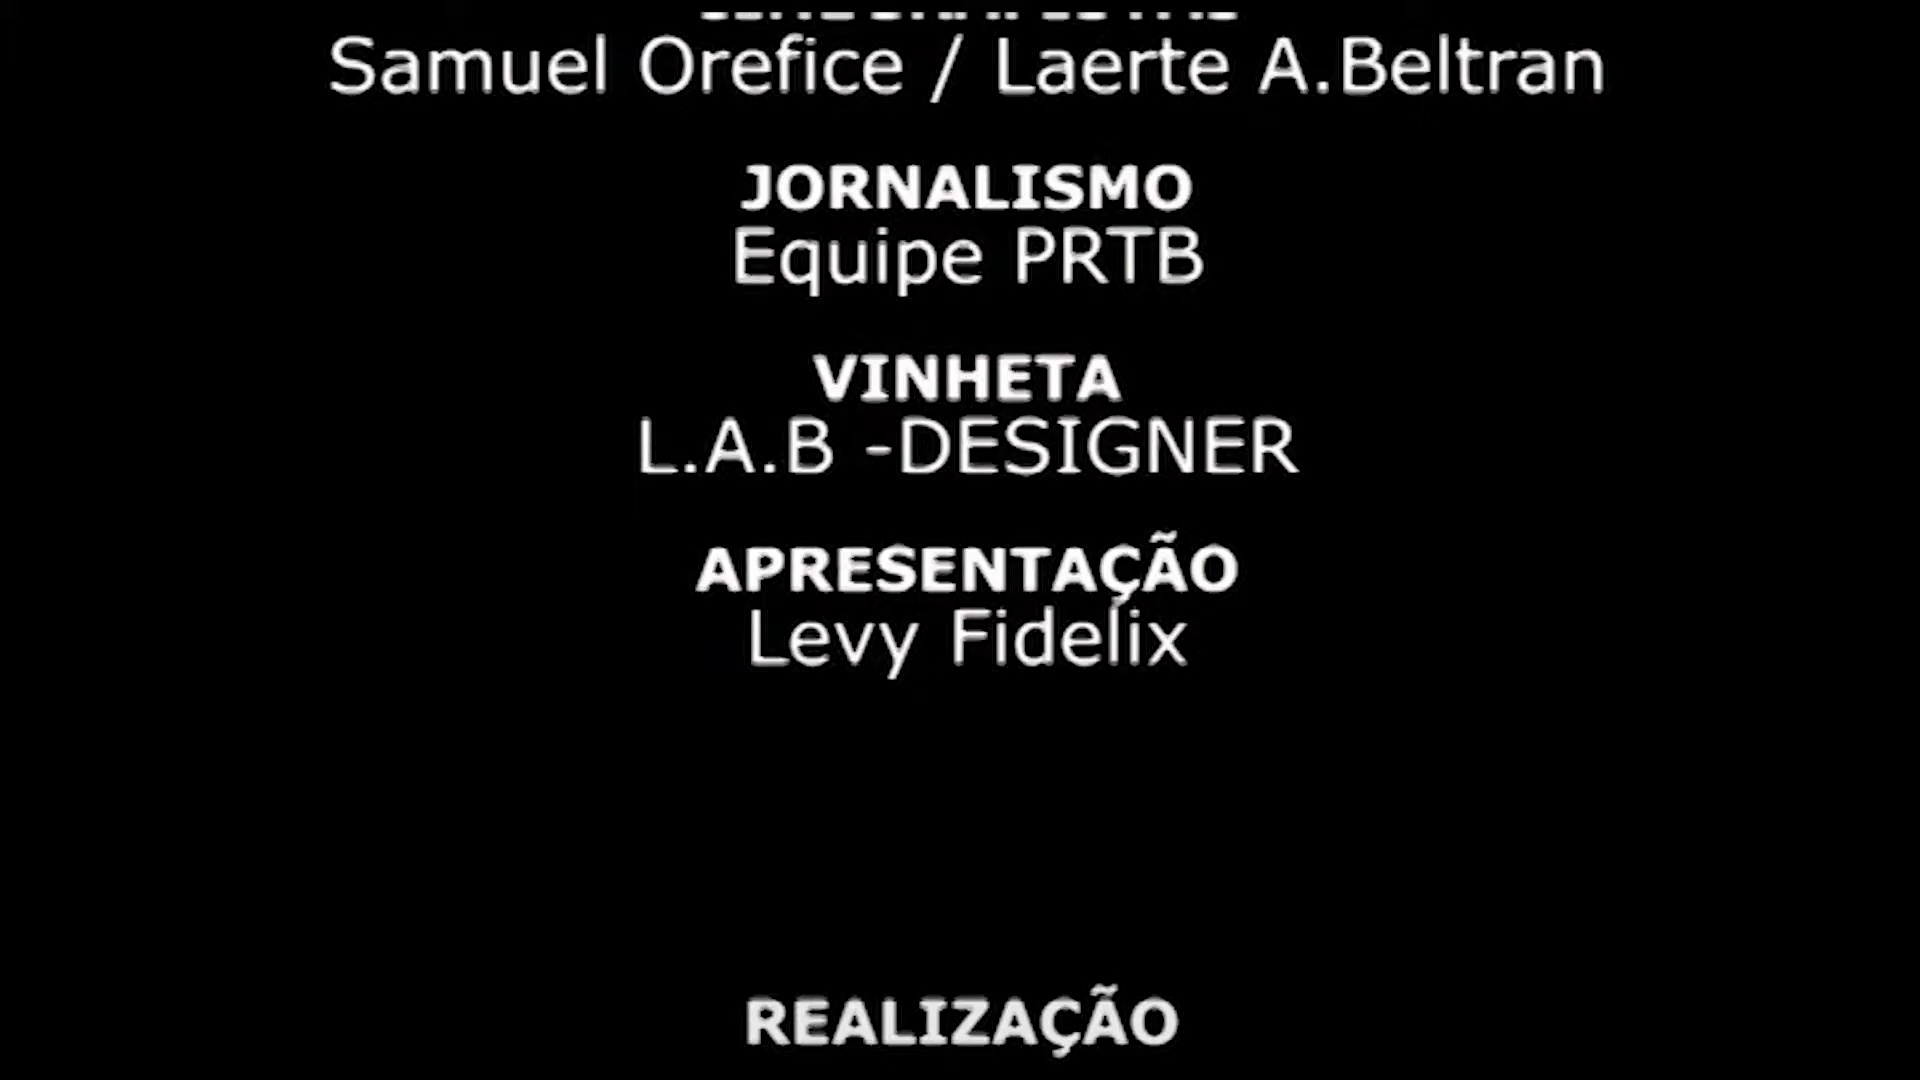 Samuel Orefice / Laerte A.Beltran
JORNALISMO
Equipe PRTB
VINHETA
L.A.B -DESIGNER
APRESENTAÇÃO
Levy Fidelix
REALIZAÇÃO